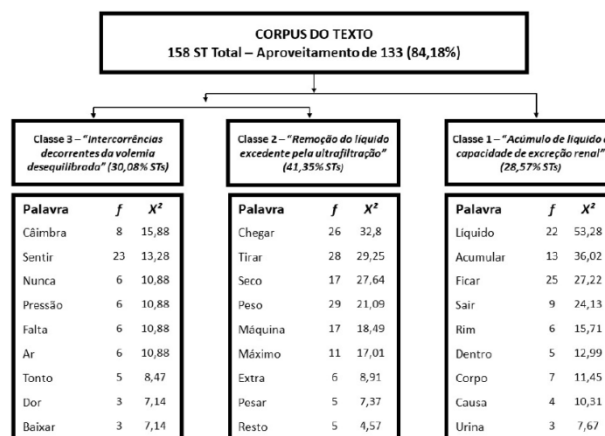 CORPUS DO TEXTO
158 ST Total – Aproveitamento de 133 (84,18%)
Classe 3 – "Intercorrências
decorrentes da volemia
desequilibrada" (30,08% STs)
Palavra f X²
Câimbra 8 15,88
Sentir 23 13,28
Nunca 6 10,88
Pressão 6 10,88
Falta 6 10,88
Ar 6 10,88
Tonto 5 8,47
Dor 3 7,14
Baixar 3 7,14
Classe 2 – "Remoção do líquido
excedente pela ultrafiltração"
(41,35% STs)
Palavra f X²
Chegar 26 32,8
Tirar 28 29,25
Seco 17 27,64
Peso 29 21,09
Máquina 17 18,49
Máximo 11 17,01
Extra 6 8,91
Pesar 5 7,37
Resto 5 4,57
Classe 1 – "Acúmulo de líquido
capacidade de excreção renal"
(28,57% STs)
Palavra f X²
Líquido 22 53,28
Acumular 13 36,02
Ficar 25 27,22
Sair 9 24,13
Rim 6 15,71
Dentro 5 12,99
Corpo 7 11,45
Causa 4 10,31
Urina 3 7,67